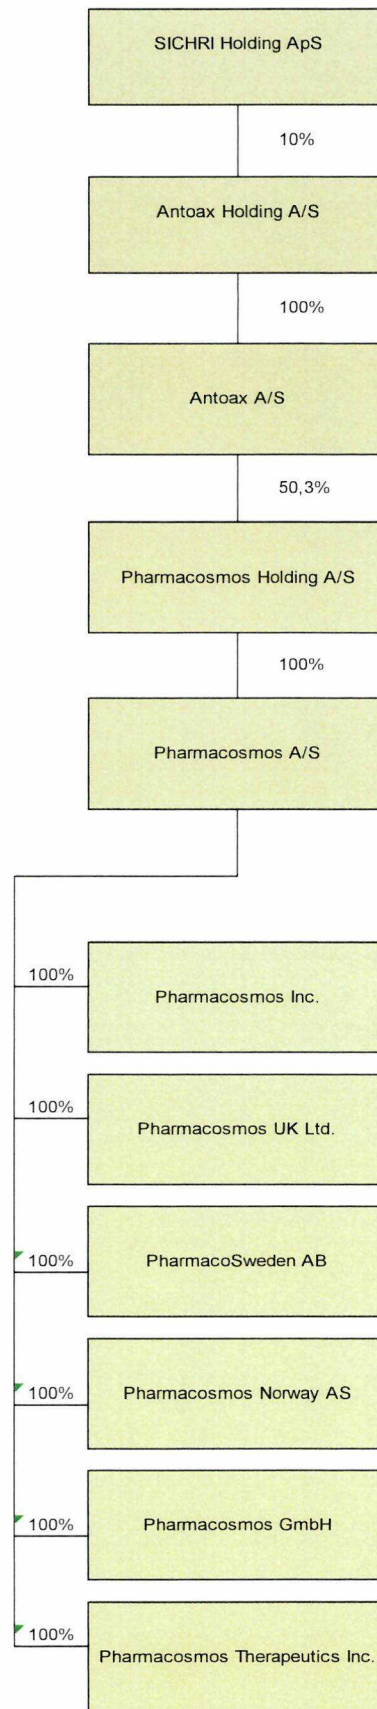 SICHRI Holding ApS
10%
Antoax Holding A/S
100%
Antoax A/S
50,3%
Pharmacosmos Holding A/S
100%
Pharmacosmos A/S
100%
Pharmacosmos Inc.
100%
Pharmacosmos UK Ltd.
100%
PharmacoSweden AB
100%
Pharmacosmos Norway AS
100%
Pharmacosmos GmbH
100%
Pharmacosmos Therapeutics Inc.